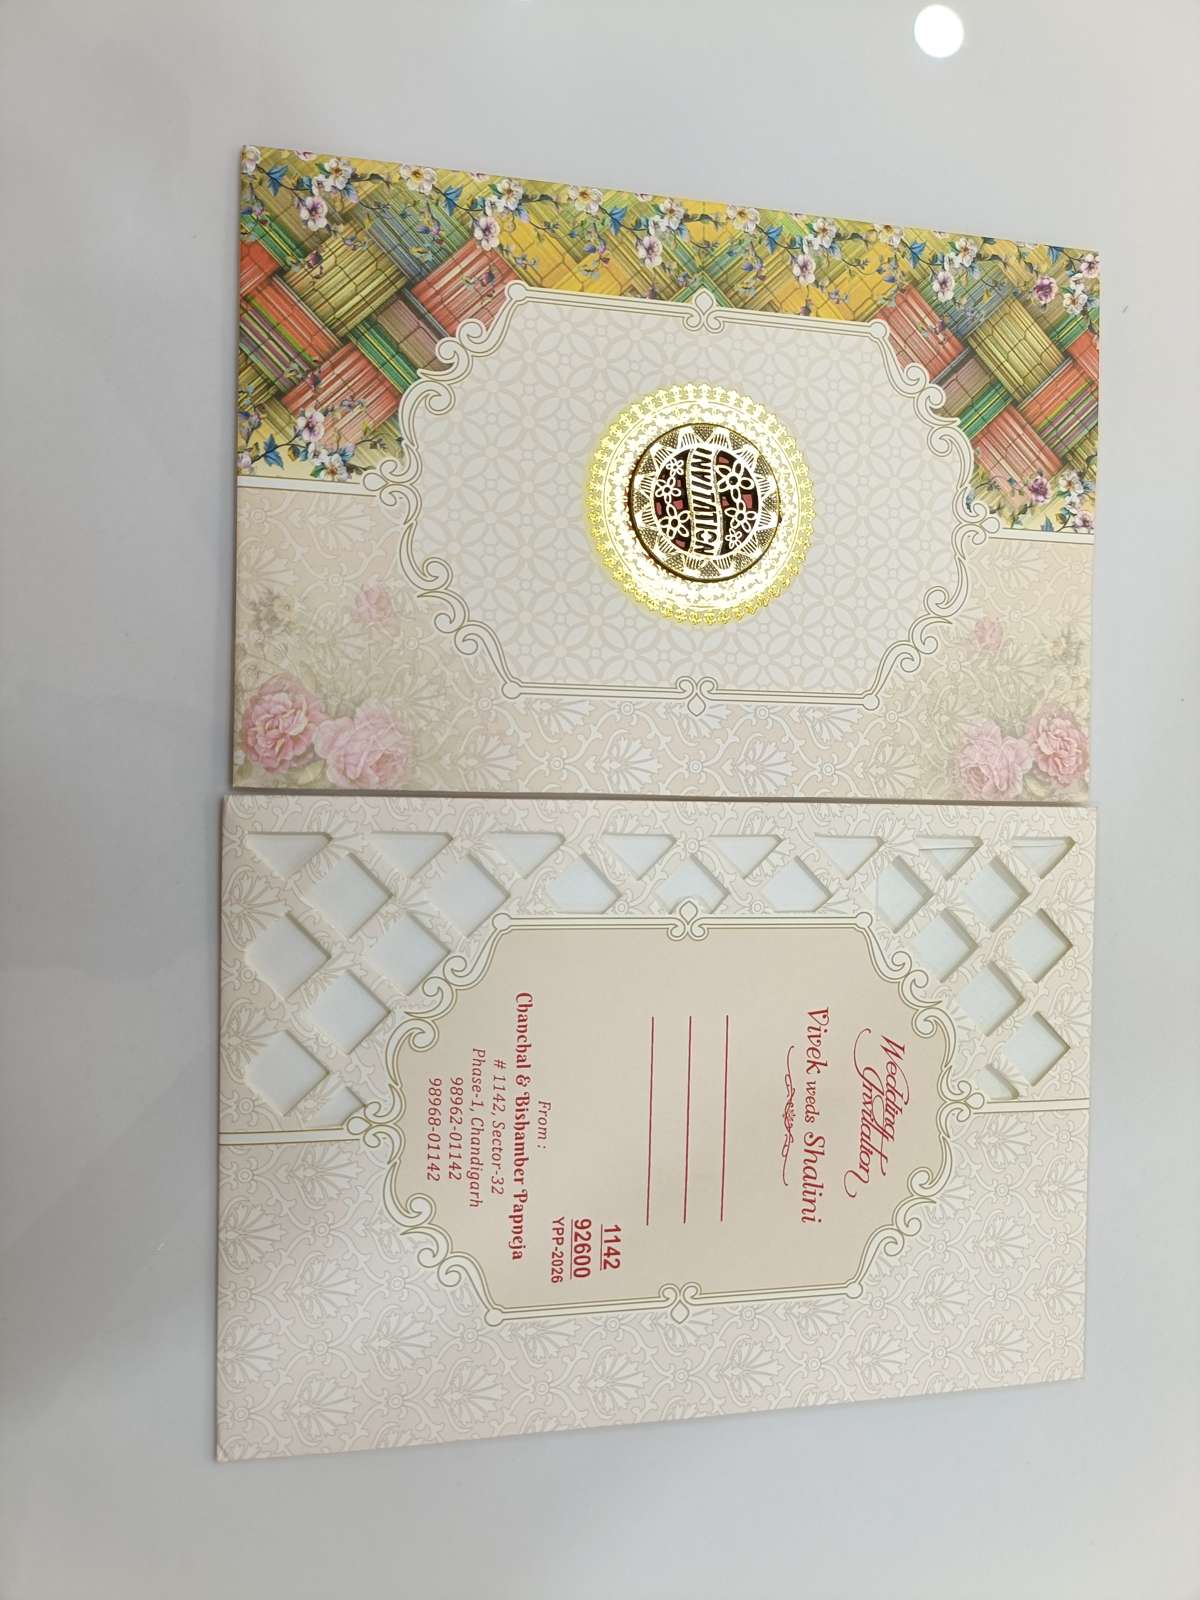 INVITATION
Wedding
Invitation
Vivek weds Shalini
1142
92600
YPP-2026
From :
Chanchal & Bishamber Papneja
# 1142, Sector-32
Phase-1, Chandigarh
98962-01142
98968-01142